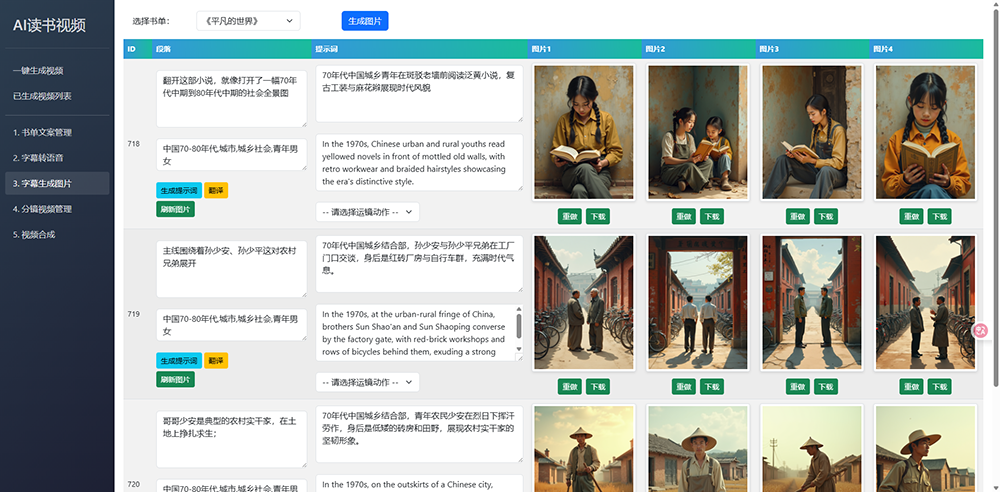 AI读书视频
一键生成视频
已生成视频列表
1. 书单文案管理
2. 字幕转语音
3. 字幕生成图片
4. 分镜视频管理
5. 视频合成
选择书单：
《平凡的世界》
生成图片
ID 段落 提示词 图片1 图片2 图片3 图片4
718
翻开这部小说，就像打开了一幅70年
代中期到80年代中期的社会全景图
中国70-80年代,城市,城乡社会,青年男
女
生成提示词 翻译
刷新图片
70年代中国城乡青年在斑驳老墙前阅读泛黄小说，复
古工装与麻花辫展现时代风貌
In the 1970s, Chinese urban and rural youths read
yellowed novels in front of mottled old walls, with
retro workwear and braided hairstyles showcasing
the era's distinctive style.
-- 请选择运镜动作 --
重做 下载 重做 下载 重做 下载 重做 下载
719
主线围绕着孙少安、孙少平这对农村
兄弟展开
中国70-80年代,城市,城乡社会,青年男
女
生成提示词 翻译
刷新图片
70年代中国城乡结合部，孙少安与孙少平兄弟在工厂
门口交谈，身后是红砖厂房与自行车群，充满时代气
息。
In the 1970s, at the urban-rural fringe of China,
brothers Sun Shao'an and Sun Shaoping converse
by the factory gate, with red-brick workshops and
rows of bicycles behind them, exuding a strong
-- 请选择运镜动作 --
重做 下载 重做 下载 重做 下载 重做 下载
720
哥哥少安是典型的农村实干家，在土
地上挣扎求生；
中国70-80年代,城市,城乡社会,青年男
70年代中国城乡结合部，青年农民少安在烈日下挥汗
劳作，身后是低矮的砖房和田野，展现农村实干家的
坚韧形象。
In the 1970s, on the outskirts of a Chinese city,